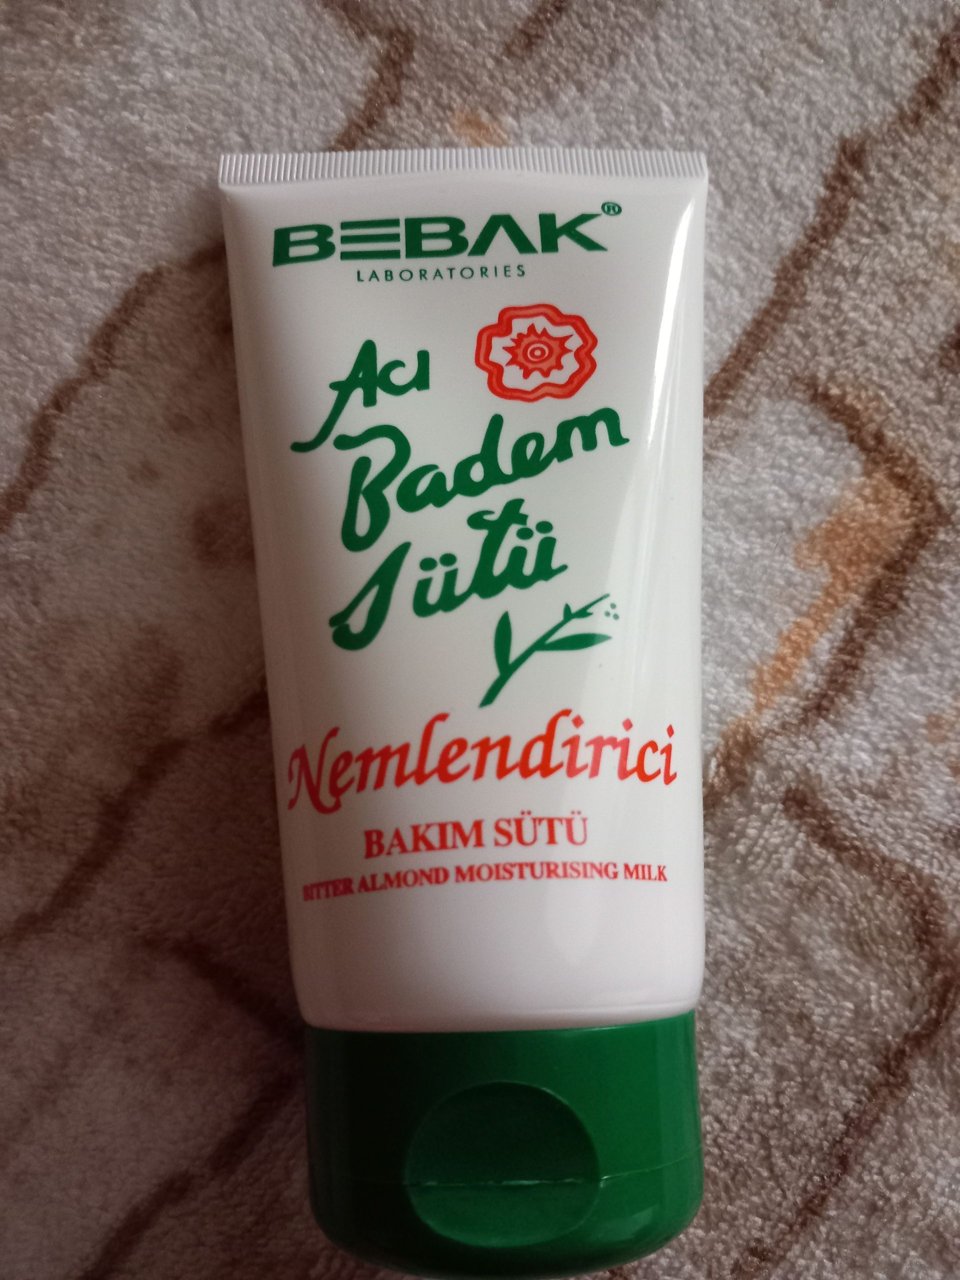 BEBAK®
LABORATORIES
Acı
Badem
Sütü
Nemlendirici
BAKIM SÜTÜ
BITTER ALMOND MOISTURISING MILK